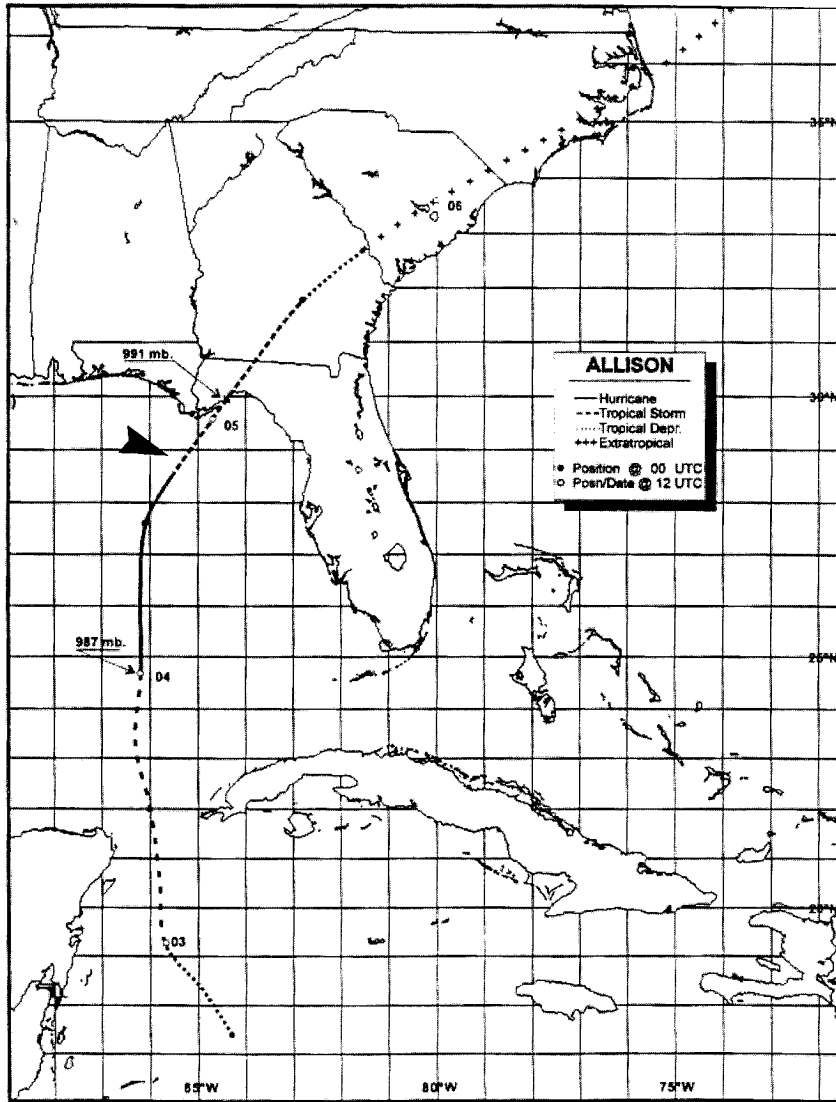 35°N
06
991 mb.
ALLISON
Hurricane
Tropical Storm
Tropical Depr.
+++Extratropical
Position @ 00 UTC
Posn/Date @ 12 UTC
30°N
05
987 mb.
04
25°N
20°N
03
85°W
80°W
75°W